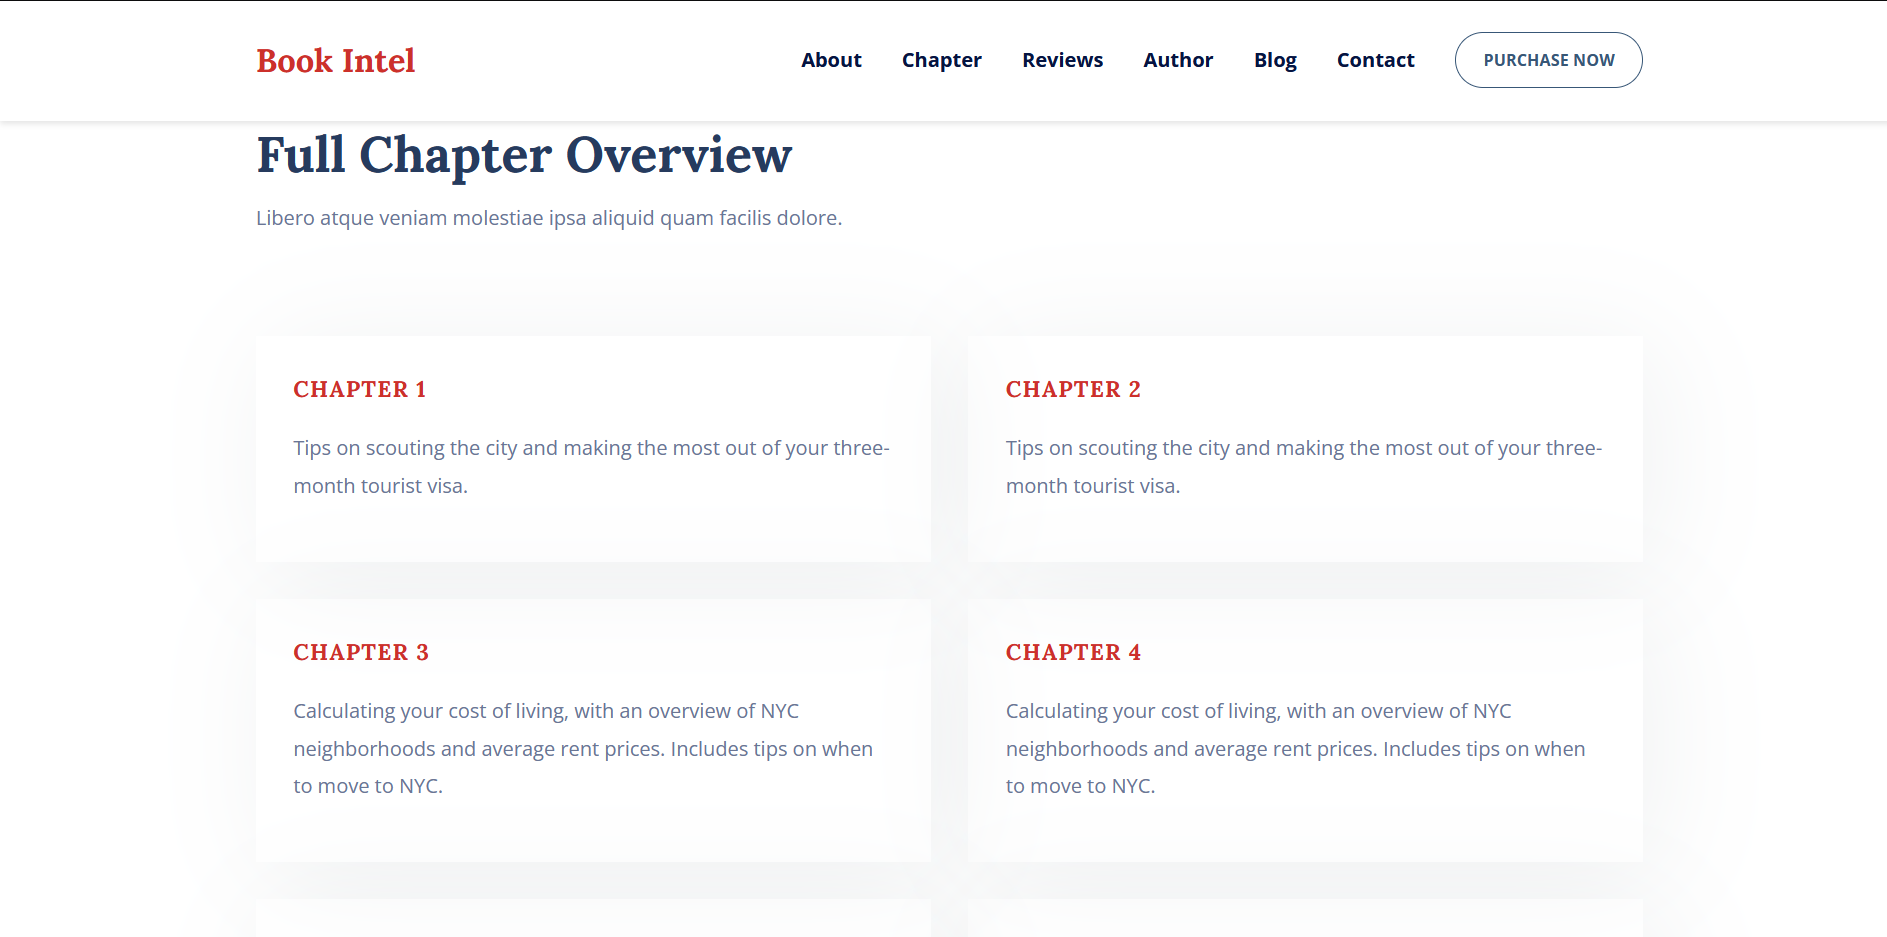 Book Intel
About Chapter Reviews Author Blog Contact PURCHASE NOW
Full Chapter Overview
Libero atque veniam molestiae ipsa aliquid quam facilis dolore.
CHAPTER 1
Tips on scouting the city and making the most out of your three-
month tourist visa.
CHAPTER 2
Tips on scouting the city and making the most out of your three-
month tourist visa.
CHAPTER 3
Calculating your cost of living, with an overview of NYC
neighborhoods and average rent prices. Includes tips on when
to move to NYC.
CHAPTER 4
Calculating your cost of living, with an overview of NYC
neighborhoods and average rent prices. Includes tips on when
to move to NYC.